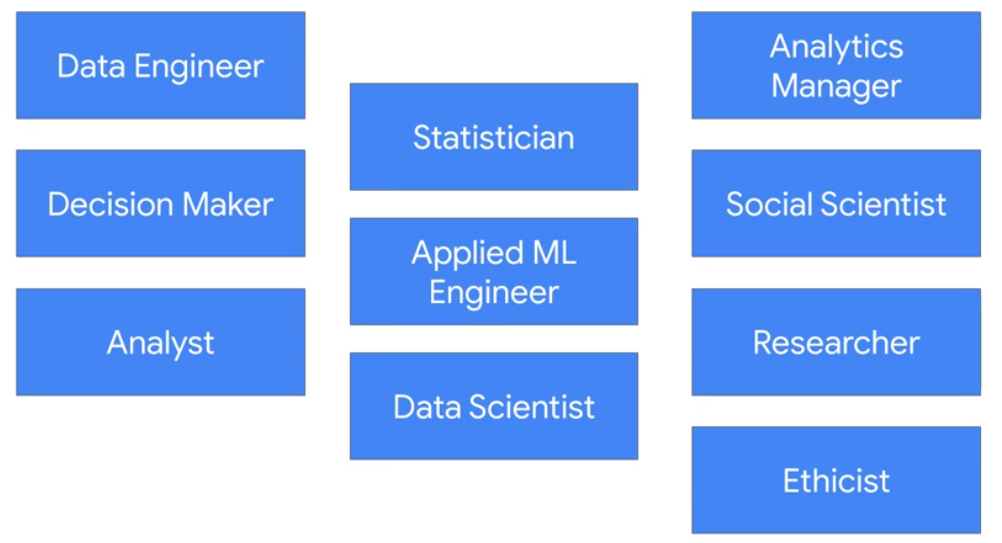 Data Engineer
Decision Maker
Analyst
Statistician
Applied ML
Engineer
Data Scientist
Analytics
Manager
Social Scientist
Researcher
Ethicist